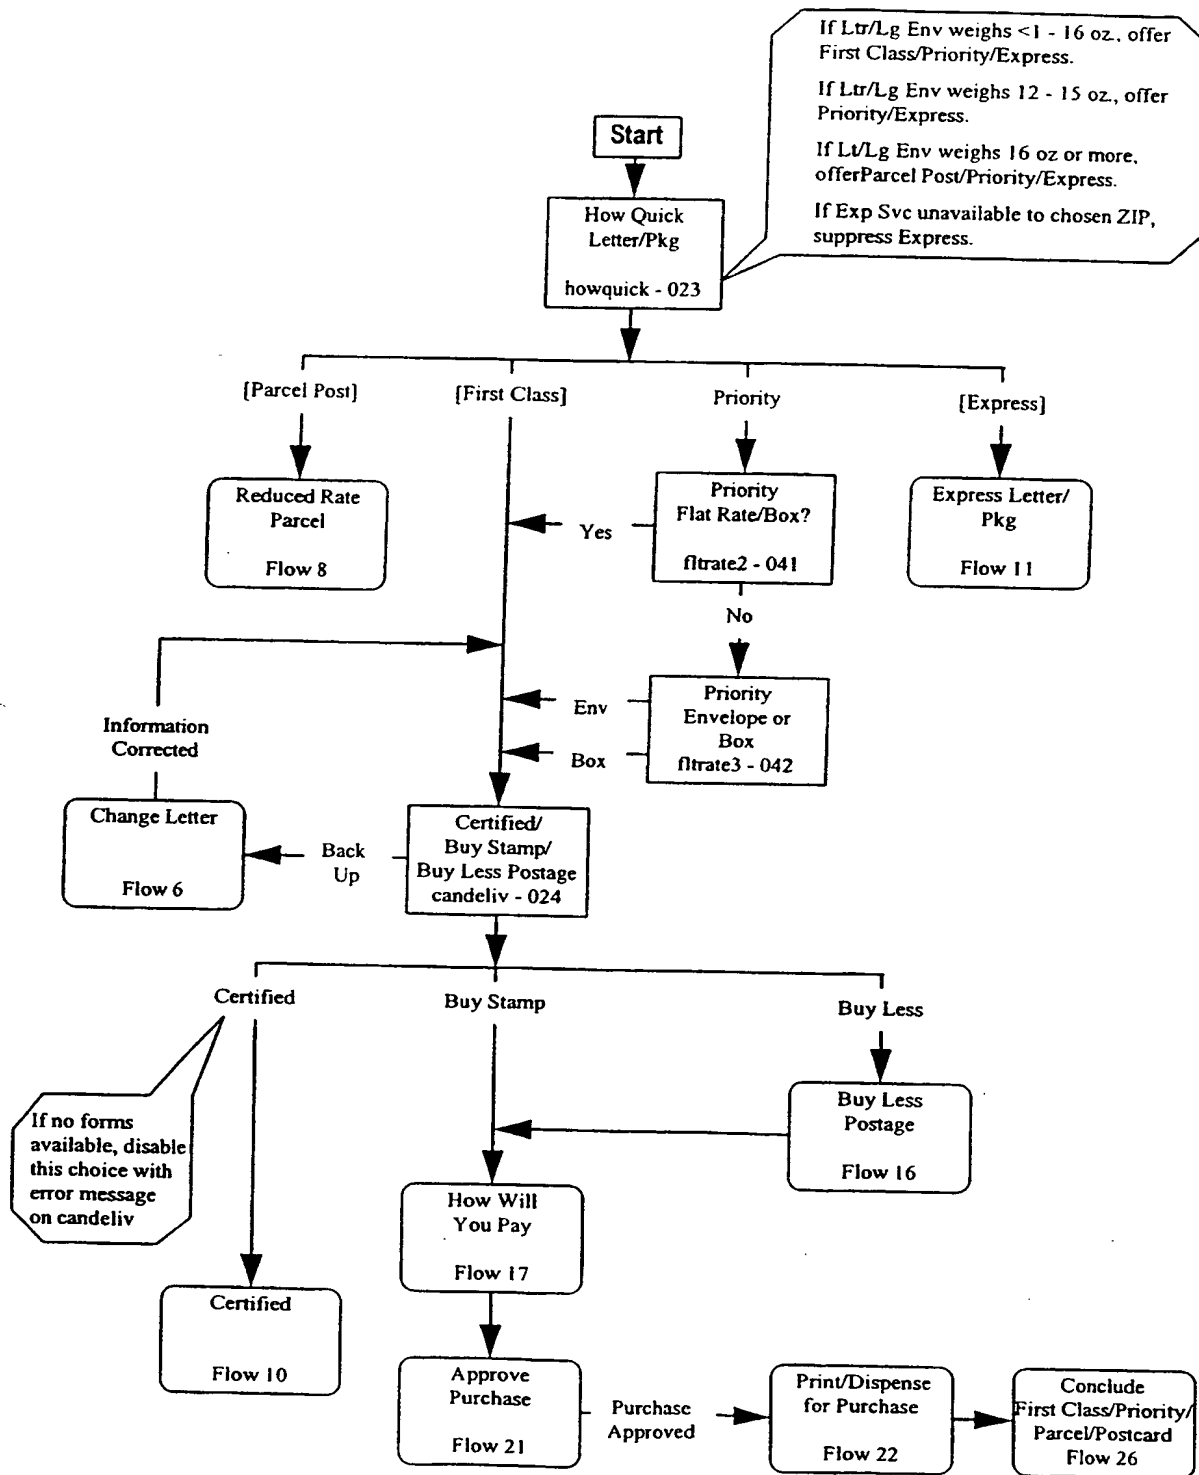 If Ltr/Lg Env weighs <1 - 16 oz., offer
First Class/Priority/Express.
If Ltr/Lg Env weighs 12 - 15 oz., offer
Priority/Express.
If Lt/Lg Env weighs 16 oz or more,
offerParcel Post/Priority/Express.
If Exp Svc unavailable to chosen ZIP,
suppress Express.
Start
How Quick
Letter/Pkg
howquick - 023
[Parcel Post]
[First Class]
Priority
[Express]
Reduced Rate
Parcel
Flow 8
Yes
Priority
Flat Rate/Box?
fltrate2 - 041
Express Letter/
Pkg
Flow 11
No
Information
Corrected
Env
Box
Priority
Envelope or
Box
fltrate3 - 042
Change Letter
Flow 6
Back
Up
Certified/
Buy Stamp/
Buy Less Postage
candeliv - 024
Certified
Buy Stamp
Buy Less
If no forms
available, disable
this choice with
error message
on candeliv
Buy Less
Postage
Flow 16
How Will
You Pay
Flow 17
Certified
Flow 10
Approve
Purchase
Flow 21
Purchase
Approved
Print/Dispense
for Purchase
Flow 22
Conclude
First Class/Priority/
Parcel/Postcard
Flow 26